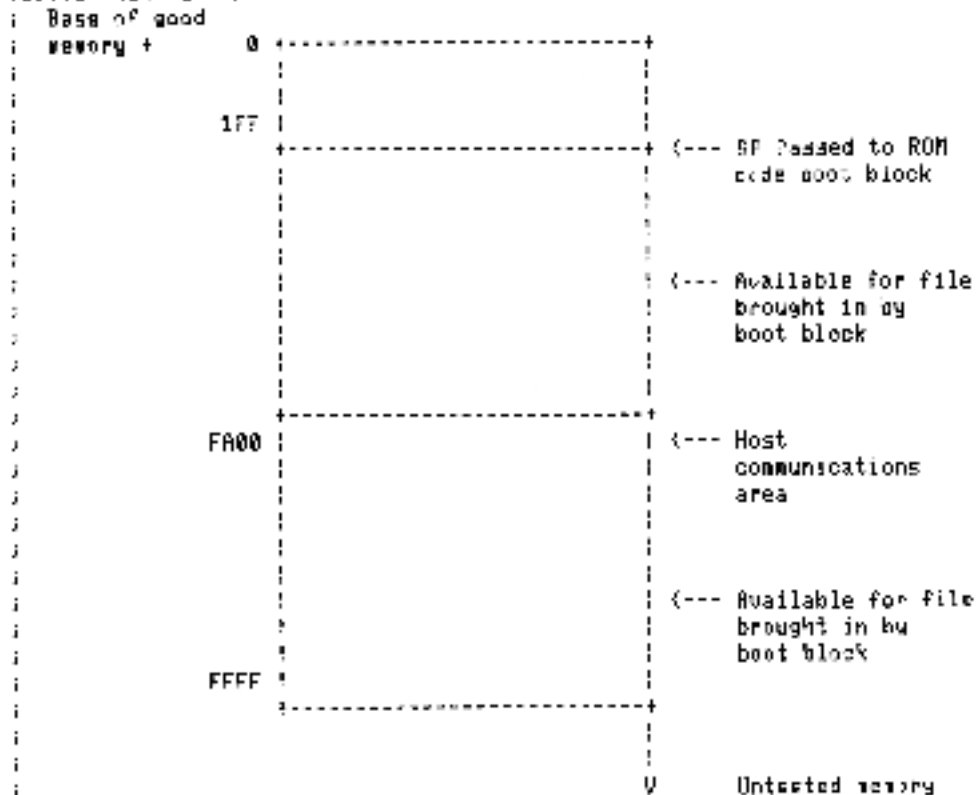 ; Base of good
; memory + 0 +-----------------------------+
1FF
<--- SP Passed to ROM
code boot block
<--- Available for file
brought in by
boot block
FA00 <--- Host
communications
area
<--- Available for file
brought in by
boot block
FFFF
V Untested memory